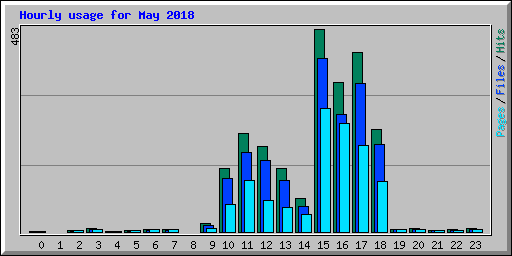 Hourly usage for May 2018
483
Pages / Files / Hits
0 1 2 3 4 5 6 7 8 9 10 11 12 13 14 15 16 17 18 19 20 21 22 23